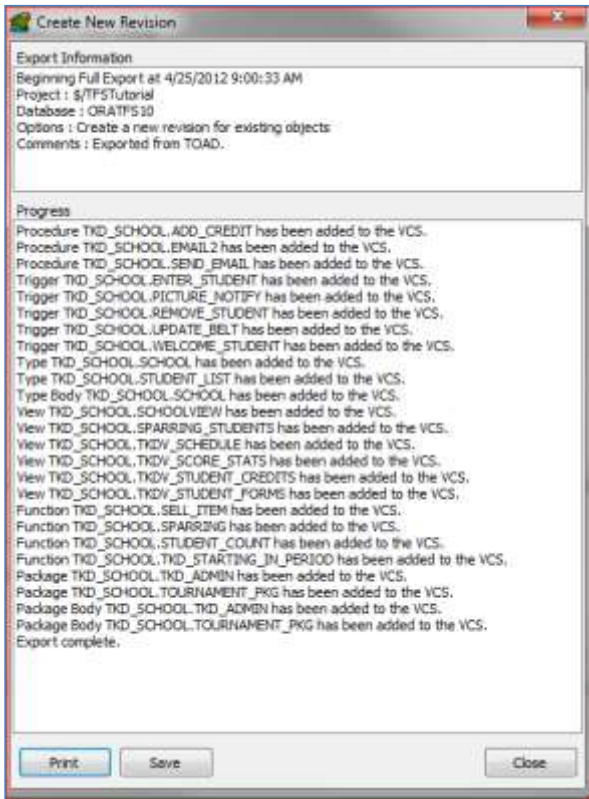 Create New Revision
Export Information
Beginning Full Export at 4/25/2012 9:00:33 AM
Project : $/TFSTutorial
Database : ORATFS10
Options : Create a new revision for existing objects
Comments : Exported from TOAD.
Progress
Procedure TKD_SCHOOL.ADD_CREDIT has been added to the VCS.
Procedure TKD_SCHOOL.EMAIL2 has been added to the VCS.
Procedure TKD_SCHOOL.SEND_EMAIL has been added to the VCS.
Trigger TKD_SCHOOL.ENTER_STUDENT has been added to the VCS.
Trigger TKD_SCHOOL.PICTURE_NOTIFY has been added to the VCS.
Trigger TKD_SCHOOL.REMOVE_STUDENT has been added to the VCS.
Trigger TKD_SCHOOL.UPDATE_BELT has been added to the VCS.
Trigger TKD_SCHOOL.WELCOME_STUDENT has been added to the VCS.
Type TKD_SCHOOL.SCHOOL has been added to the VCS.
Type TKD_SCHOOL.STUDENT_LIST has been added to the VCS.
Type Body TKD_SCHOOL.SCHOOL has been added to the VCS.
View TKD_SCHOOL.SCHOOLVIEW has been added to the VCS.
View TKD_SCHOOL.SPARRING_STUDENTS has been added to the VCS.
View TKD_SCHOOL.TKDV_SCHEDULE has been added to the VCS.
View TKD_SCHOOL.TKDV_SCORE_STATS has been added to the VCS.
View TKD_SCHOOL.TKDV_STUDENT_CREDITS has been added to the VCS.
View TKD_SCHOOL.TKDV_STUDENT_FORMS has been added to the VCS.
Function TKD_SCHOOL.SELL_ITEM has been added to the VCS.
Function TKD_SCHOOL.SPARRING has been added to the VCS.
Function TKD_SCHOOL.STUDENT_COUNT has been added to the VCS.
Function TKD_SCHOOL.TKD_STARTING_IN_PERIOD has been added to the VCS.
Package TKD_SCHOOL.TKD_ADMIN has been added to the VCS.
Package TKD_SCHOOL.TOURNAMENT_PKG has been added to the VCS.
Package Body TKD_SCHOOL.TKD_ADMIN has been added to the VCS.
Package Body TKD_SCHOOL.TOURNAMENT_PKG has been added to the VCS.
Export complete.
Print Save Close